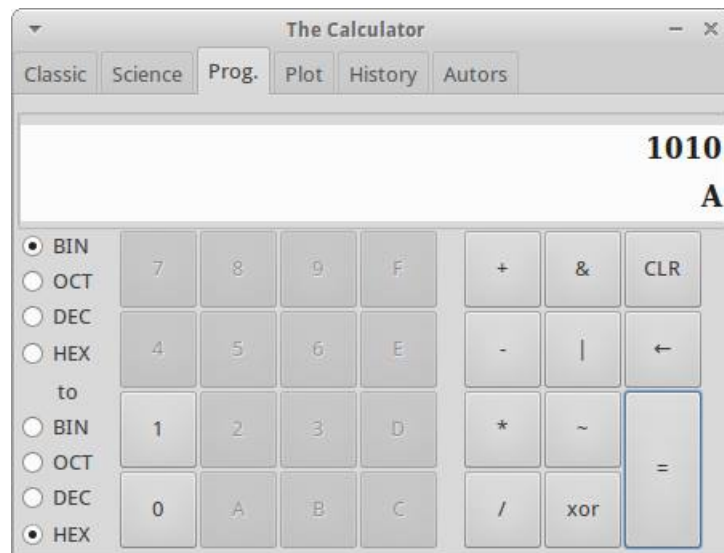 The Calculator
Classic Science Prog. Plot History Autors
1010
A
BIN
OCT
DEC
HEX
to
BIN
OCT
DEC
HEX
7 8 9 F + & CLR
4 5 6 E - | ←
1 2 3 D * ~ =
0 A B C / xor